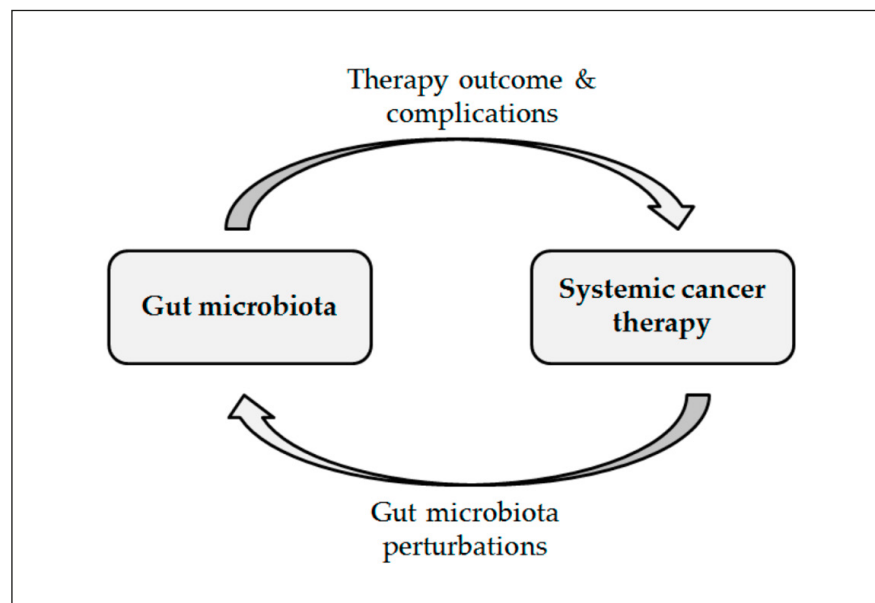 Therapy outcome &
complications
Gut microbiota
Systemic cancer
therapy
Gut microbiota
perturbations